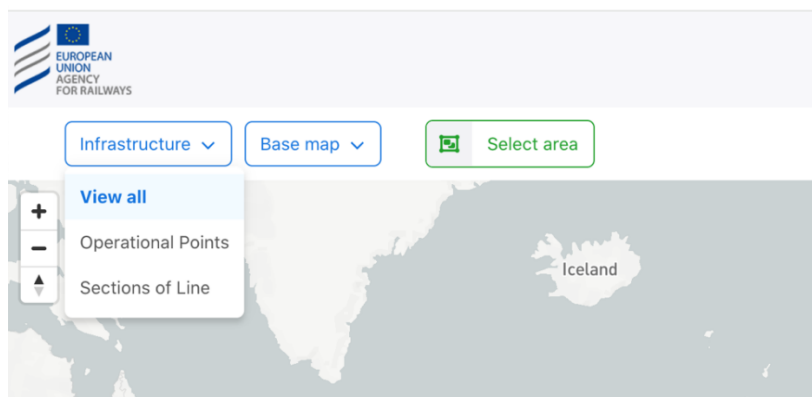 EUROPEAN
UNION
AGENCY
FOR RAILWAYS
Infrastructure
Base map
Select area
View all
Operational Points
Sections of Line
Iceland